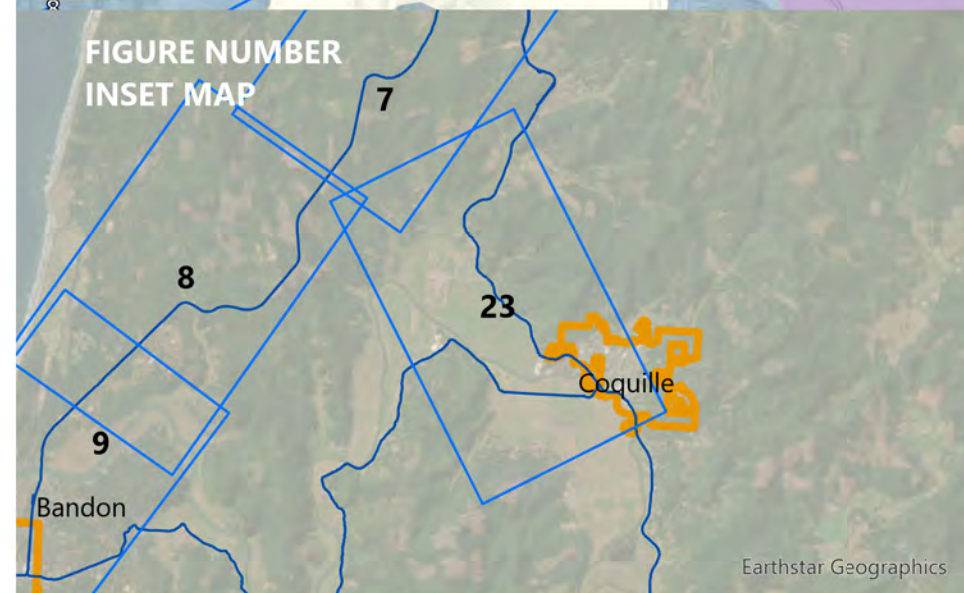 FIGURE NUMBER
INSET MAP
7
8
23
Coquille
9
Bandon
Earthstar Geographics